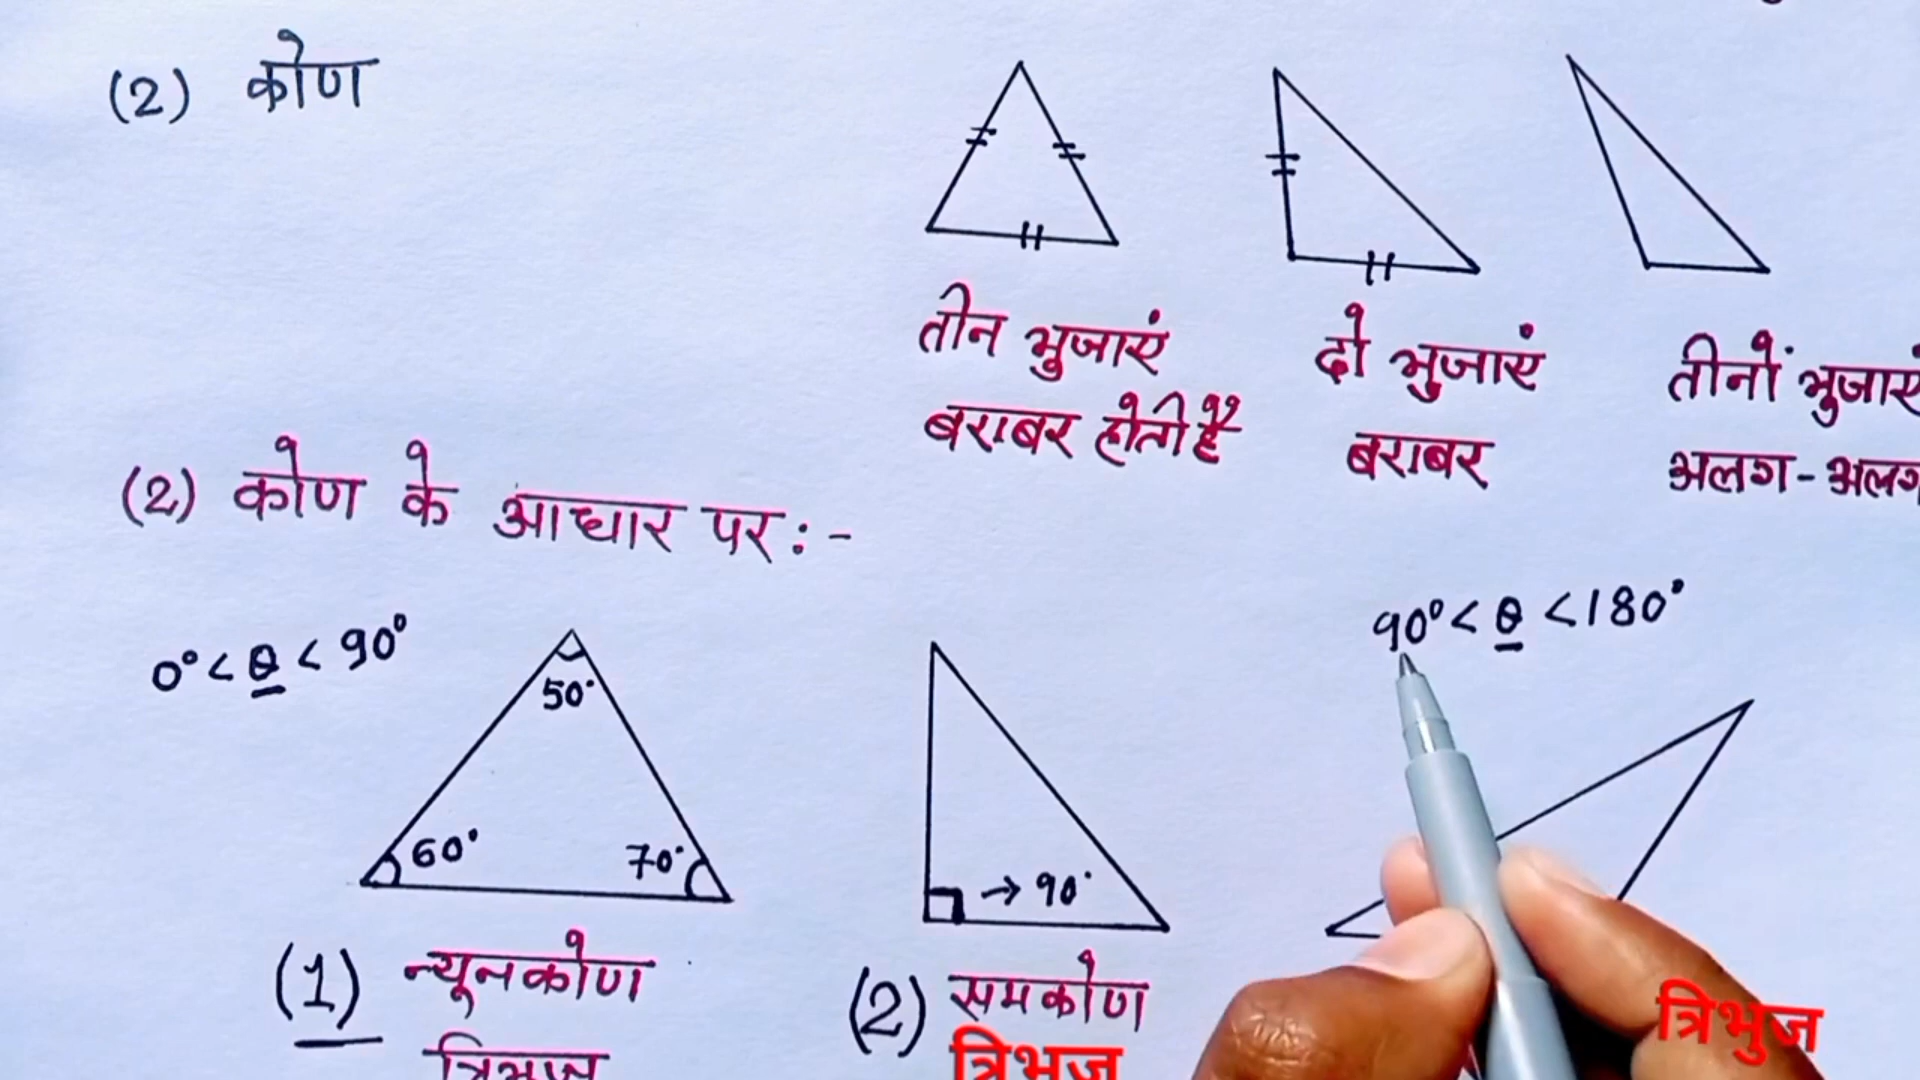 (2) कोण
तीन भुजाएं
बराबर होती है
दो भुजाएं
बराबर
तीनों भुजाएं
अलग-अलग
(2) कोण के आधार पर:-
0° < θ < 90°
50°
60°
70°
(1) न्यूनकोण
त्रिभुज
→ 90°
(2) समकोण
त्रिभुज
90° < θ < 180°
त्रिभुज